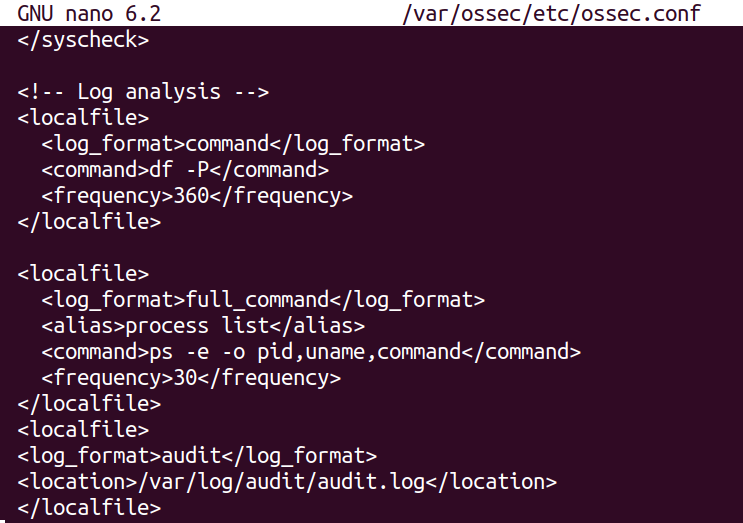 GNU nano 6.2 /var/ossec/etc/ossec.conf
</syscheck>
<!-- Log analysis -->
<localfile>
<log_format>command</log_format>
<command>df -P</command>
<frequency>360</frequency>
</localfile>
<localfile>
<log_format>full_command</log_format>
<alias>process list</alias>
<command>ps -e -o pid,uname,command</command>
<frequency>30</frequency>
</localfile>
<localfile>
<log_format>audit</log_format>
<location>/var/log/audit/audit.log</location>
</localfile>